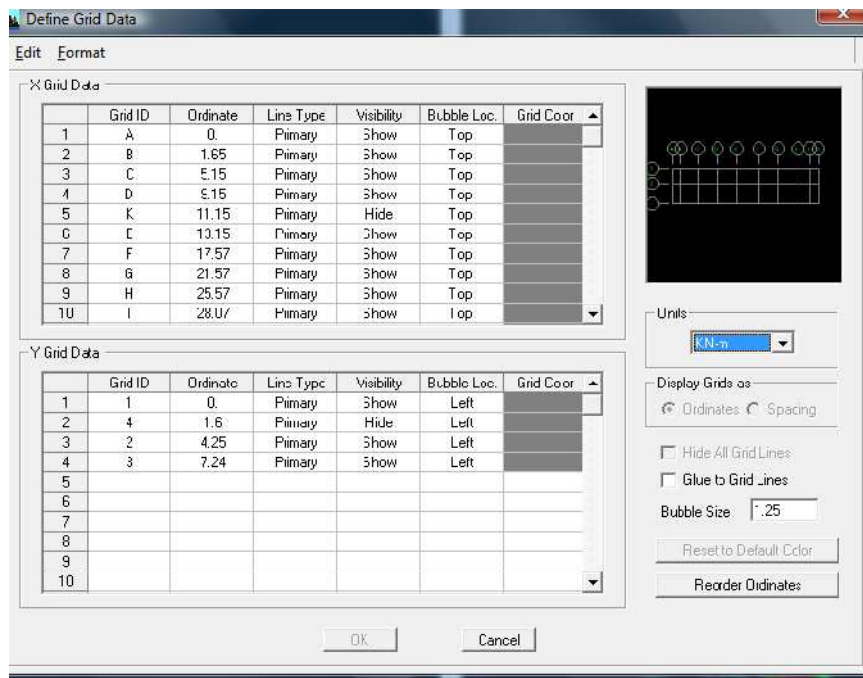 Define Grid Data
Edit Format
X Grid Data
Grid ID Ordinate Line Type Visibility Bubble Loc. Grid Coor
1 A 0. Primary Show Top
2 B 1.65 Primary Show Top
3 C 5.15 Primary Show Top
4 D 9.15 Primary Show Top
5 K 11.15 Primary Hide Top
6 E 13.15 Primary Show Top
7 F 17.57 Primary Show Top
8 G 21.57 Primary Show Top
9 H 25.57 Primary Show Top
10 I 28.07 Primary Show Top
Units
KN-m
Y Grid Data
Grid ID Ordinate Line Type Visibility Bubble Loc. Grid Coor
1 1 0. Primary Show Left
2 4 1.6 Primary Hide Left
3 2 4.25 Primary Show Left
4 3 7.24 Primary Show Left
5
6
7
8
9
10
Display Grids as
Ordinates Spacing
Hide All Grid Lines
Glue to Grid Lines
Bubble Size 1.25
Reset to Default Color
Reorder Ordinates
OK Cancel